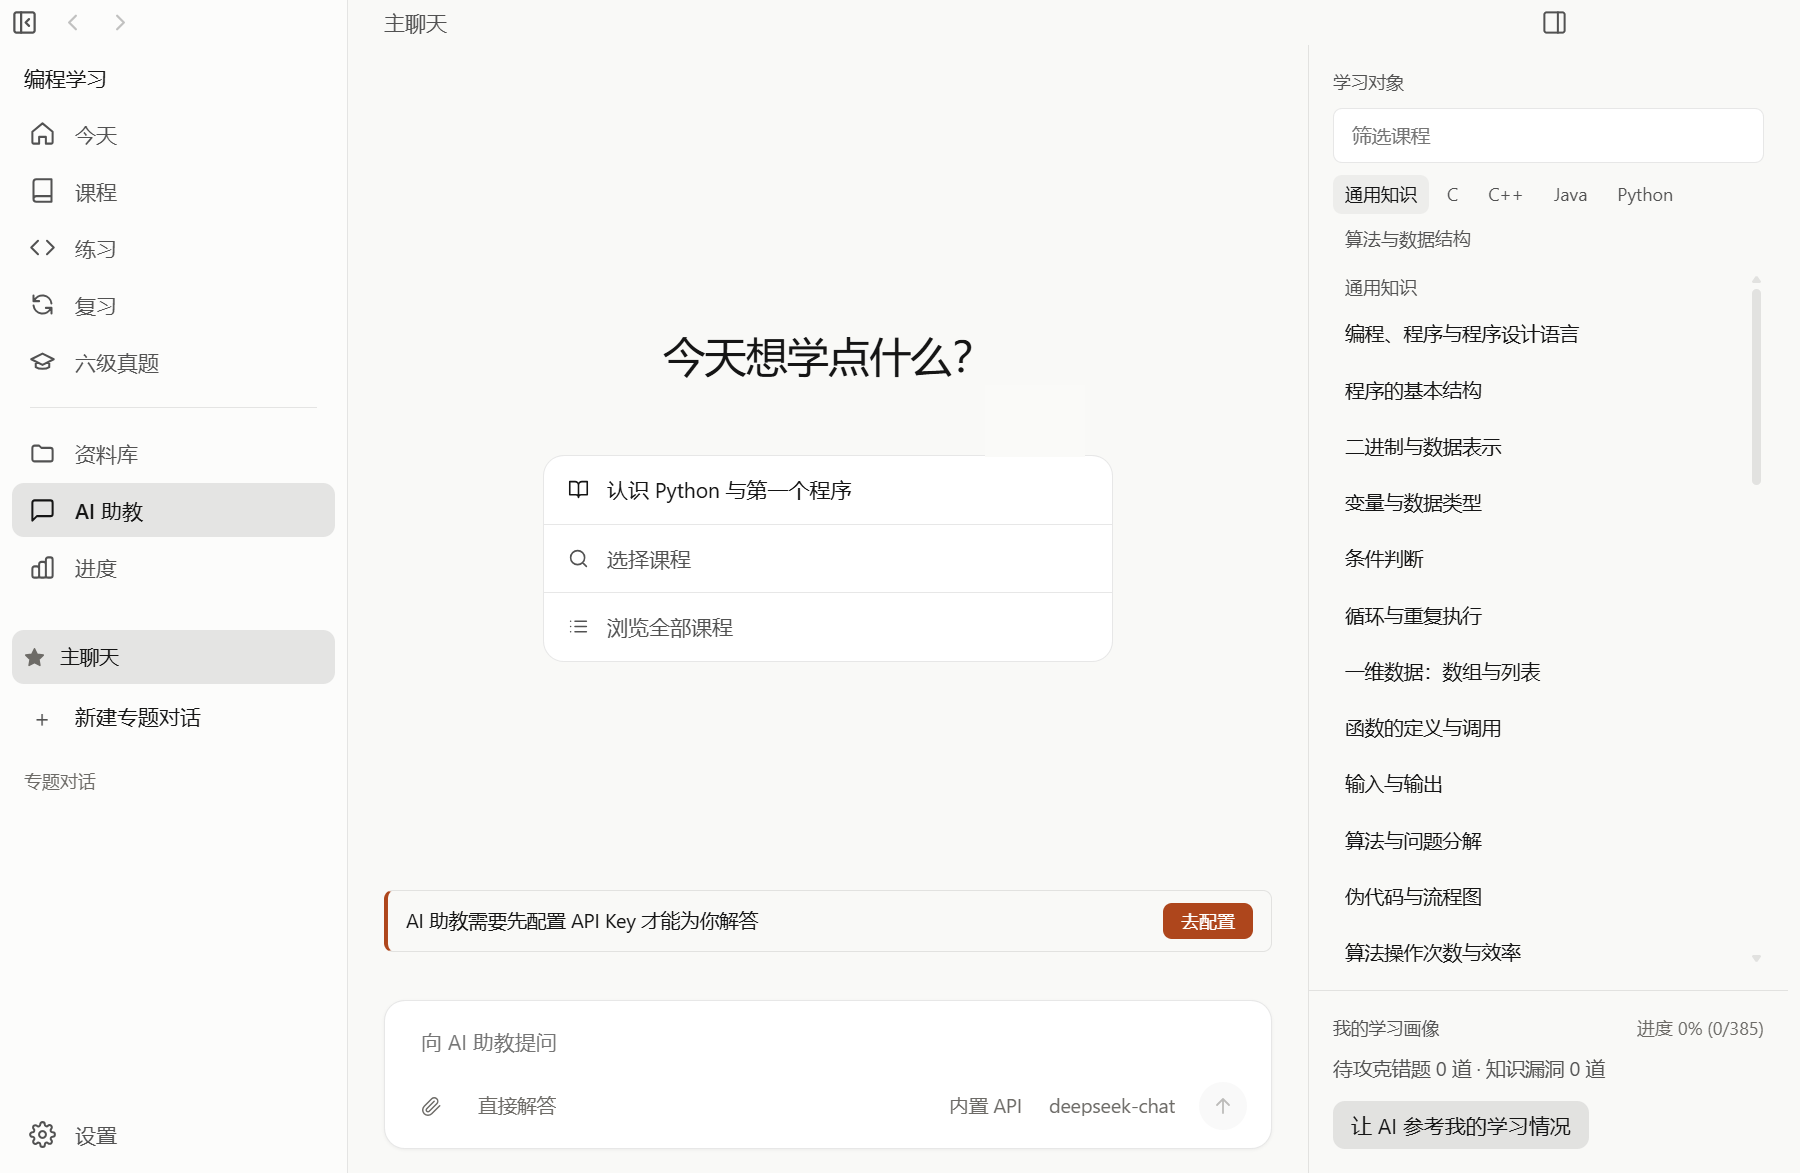 主聊天
编程学习
今天
课程
练习
复习
六级真题
资料库
AI 助教
进度
主聊天
+ 新建专题对话
专题对话
设置
今天想学点什么？
认识 Python 与第一个程序
选择课程
浏览全部课程
AI 助教需要先配置 API Key 才能为你解答
去配置
向 AI 助教提问
直接解答
内置 API
deepseek-chat
学习对象
筛选课程
通用知识 C C++ Java Python
算法与数据结构
通用知识
编程、程序与程序设计语言
程序的基本结构
二进制与数据表示
变量与数据类型
条件判断
循环与重复执行
一维数据：数组与列表
函数的定义与调用
输入与输出
算法与问题分解
伪代码与流程图
算法操作次数与效率
我的学习画像
进度 0% (0/385)
待攻克错题 0 道 · 知识漏洞 0 道
让 AI 参考我的学习情况